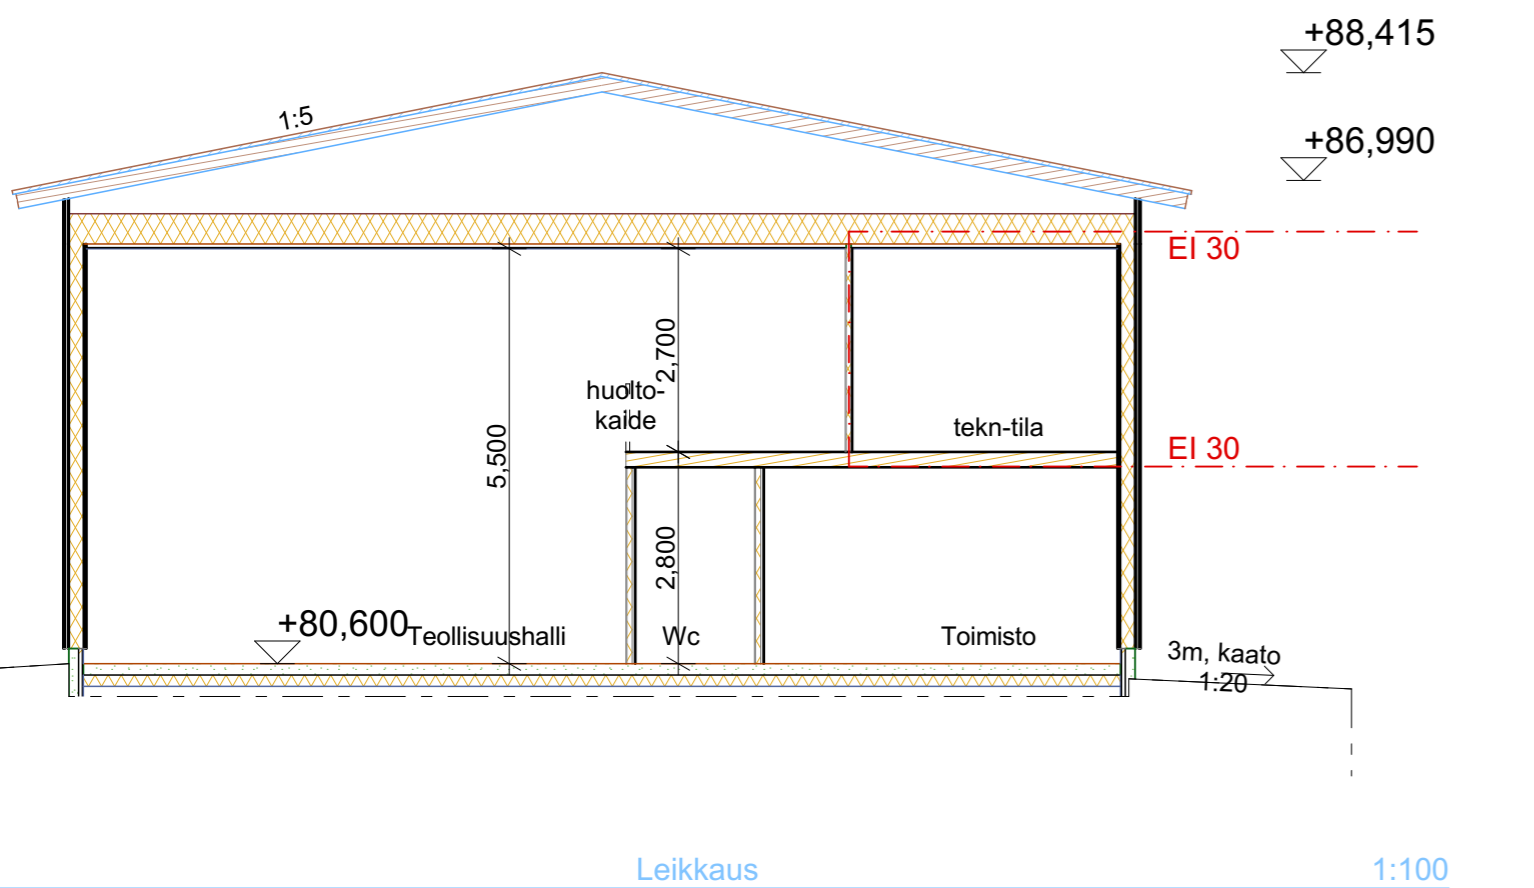 +88,415
1:5
+86,990
EI 30
2,700
huolto-
kaide
tekn-tila
EI 30
5,500
2,800
+80,600
Teollisuushalli
Wc
Toimisto
3m, kaato
1:20
Leikkaus
1:100